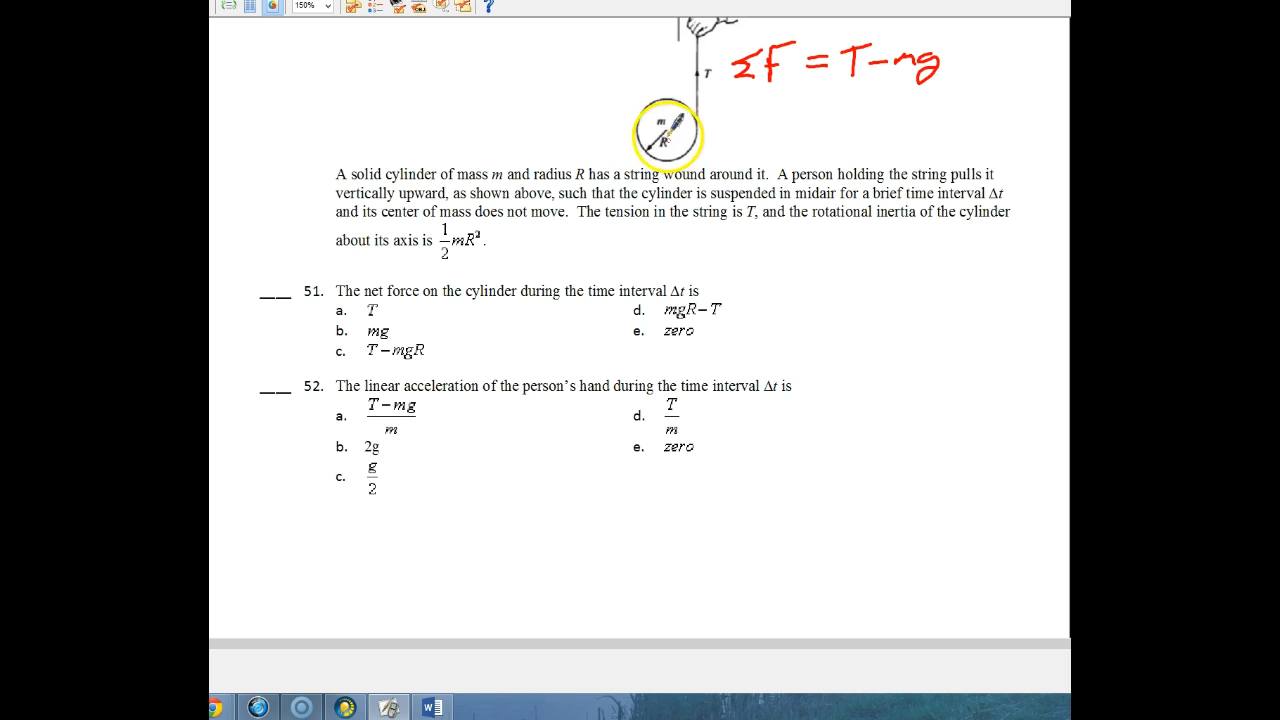 150%
ΣF = T-mg
T
m
R
A solid cylinder of mass m and radius R has a string wound around it. A person holding the string pulls it
vertically upward, as shown above, such that the cylinder is suspended in midair for a brief time interval Δt
and its center of mass does not move. The tension in the string is T, and the rotational inertia of the cylinder
about its axis is 1/2 mR².
___ 51. The net force on the cylinder during the time interval Δt is
a. T d. mgR – T
b. mg e. zero
c. T – mgR
___ 52. The linear acceleration of the person's hand during the time interval Δt is
a. (T – mg)/m d. T/m
b. 2g e. zero
c. g/2